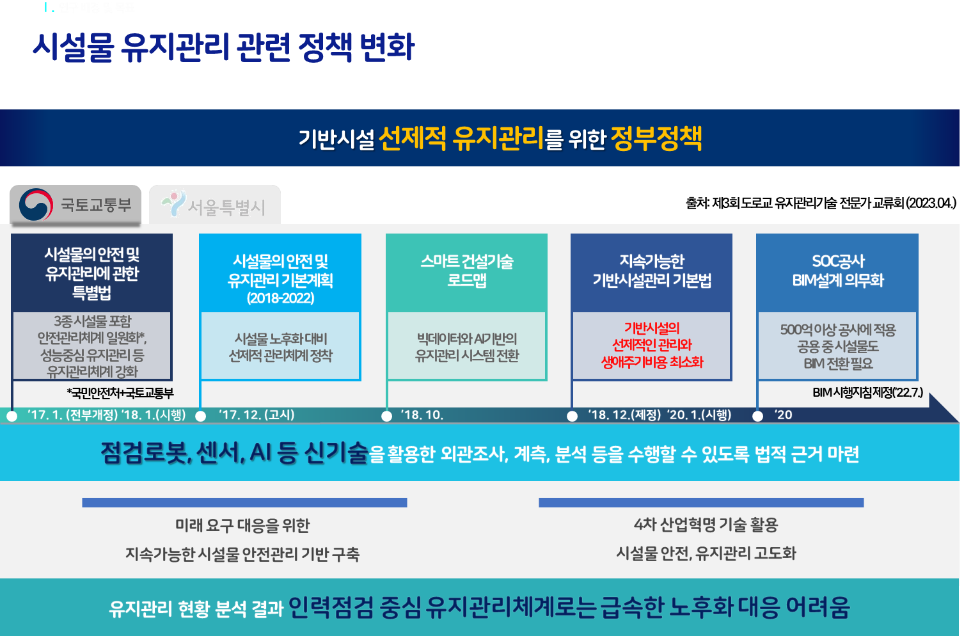 시설물 유지관리 관련 정책 변화
기반시설 선제적 유지관리를 위한 정부정책
국토교통부
서울특별시
출처: 제3회 도로교 유지관리기술 전문가 교류회 (2023.04.)
시설물의 안전 및
유지관리에 관한
특별법
3종 시설물 포함
안전관리체계 일원화*,
성능중심 유지관리 등
유지관리체계 강화
*국민안전처+국토교통부
'17. 1. (전부개정) '18. 1.(시행)
시설물의 안전 및
유지관리 기본계획
(2018-2022)
시설물 노후화 대비
선제적 관리체계 정착
'17. 12. (고시)
스마트 건설기술
로드맵
빅데이터와 AI기반의
유지관리 시스템 전환
'18. 10.
지속가능한
기반시설관리 기본법
기반시설의
선제적인 관리와
생애주기비용 최소화
'18. 12.(제정) '20. 1.(시행)
SOC공사
BIM설계 의무화
500억 이상 공사에 적용
공용 중 시설물도
BIM 전환 필요
BIM 시행지침 제정('22.7.)
'20
점검로봇, 센서, AI 등 신기술을 활용한 외관조사, 계측, 분석 등을 수행할 수 있도록 법적 근거 마련
미래 요구 대응을 위한
지속가능한 시설물 안전관리 기반 구축
4차 산업혁명 기술 활용
시설물 안전, 유지관리 고도화
유지관리 현황 분석 결과 인력점검 중심 유지관리체계로는 급속한 노후화 대응 어려움